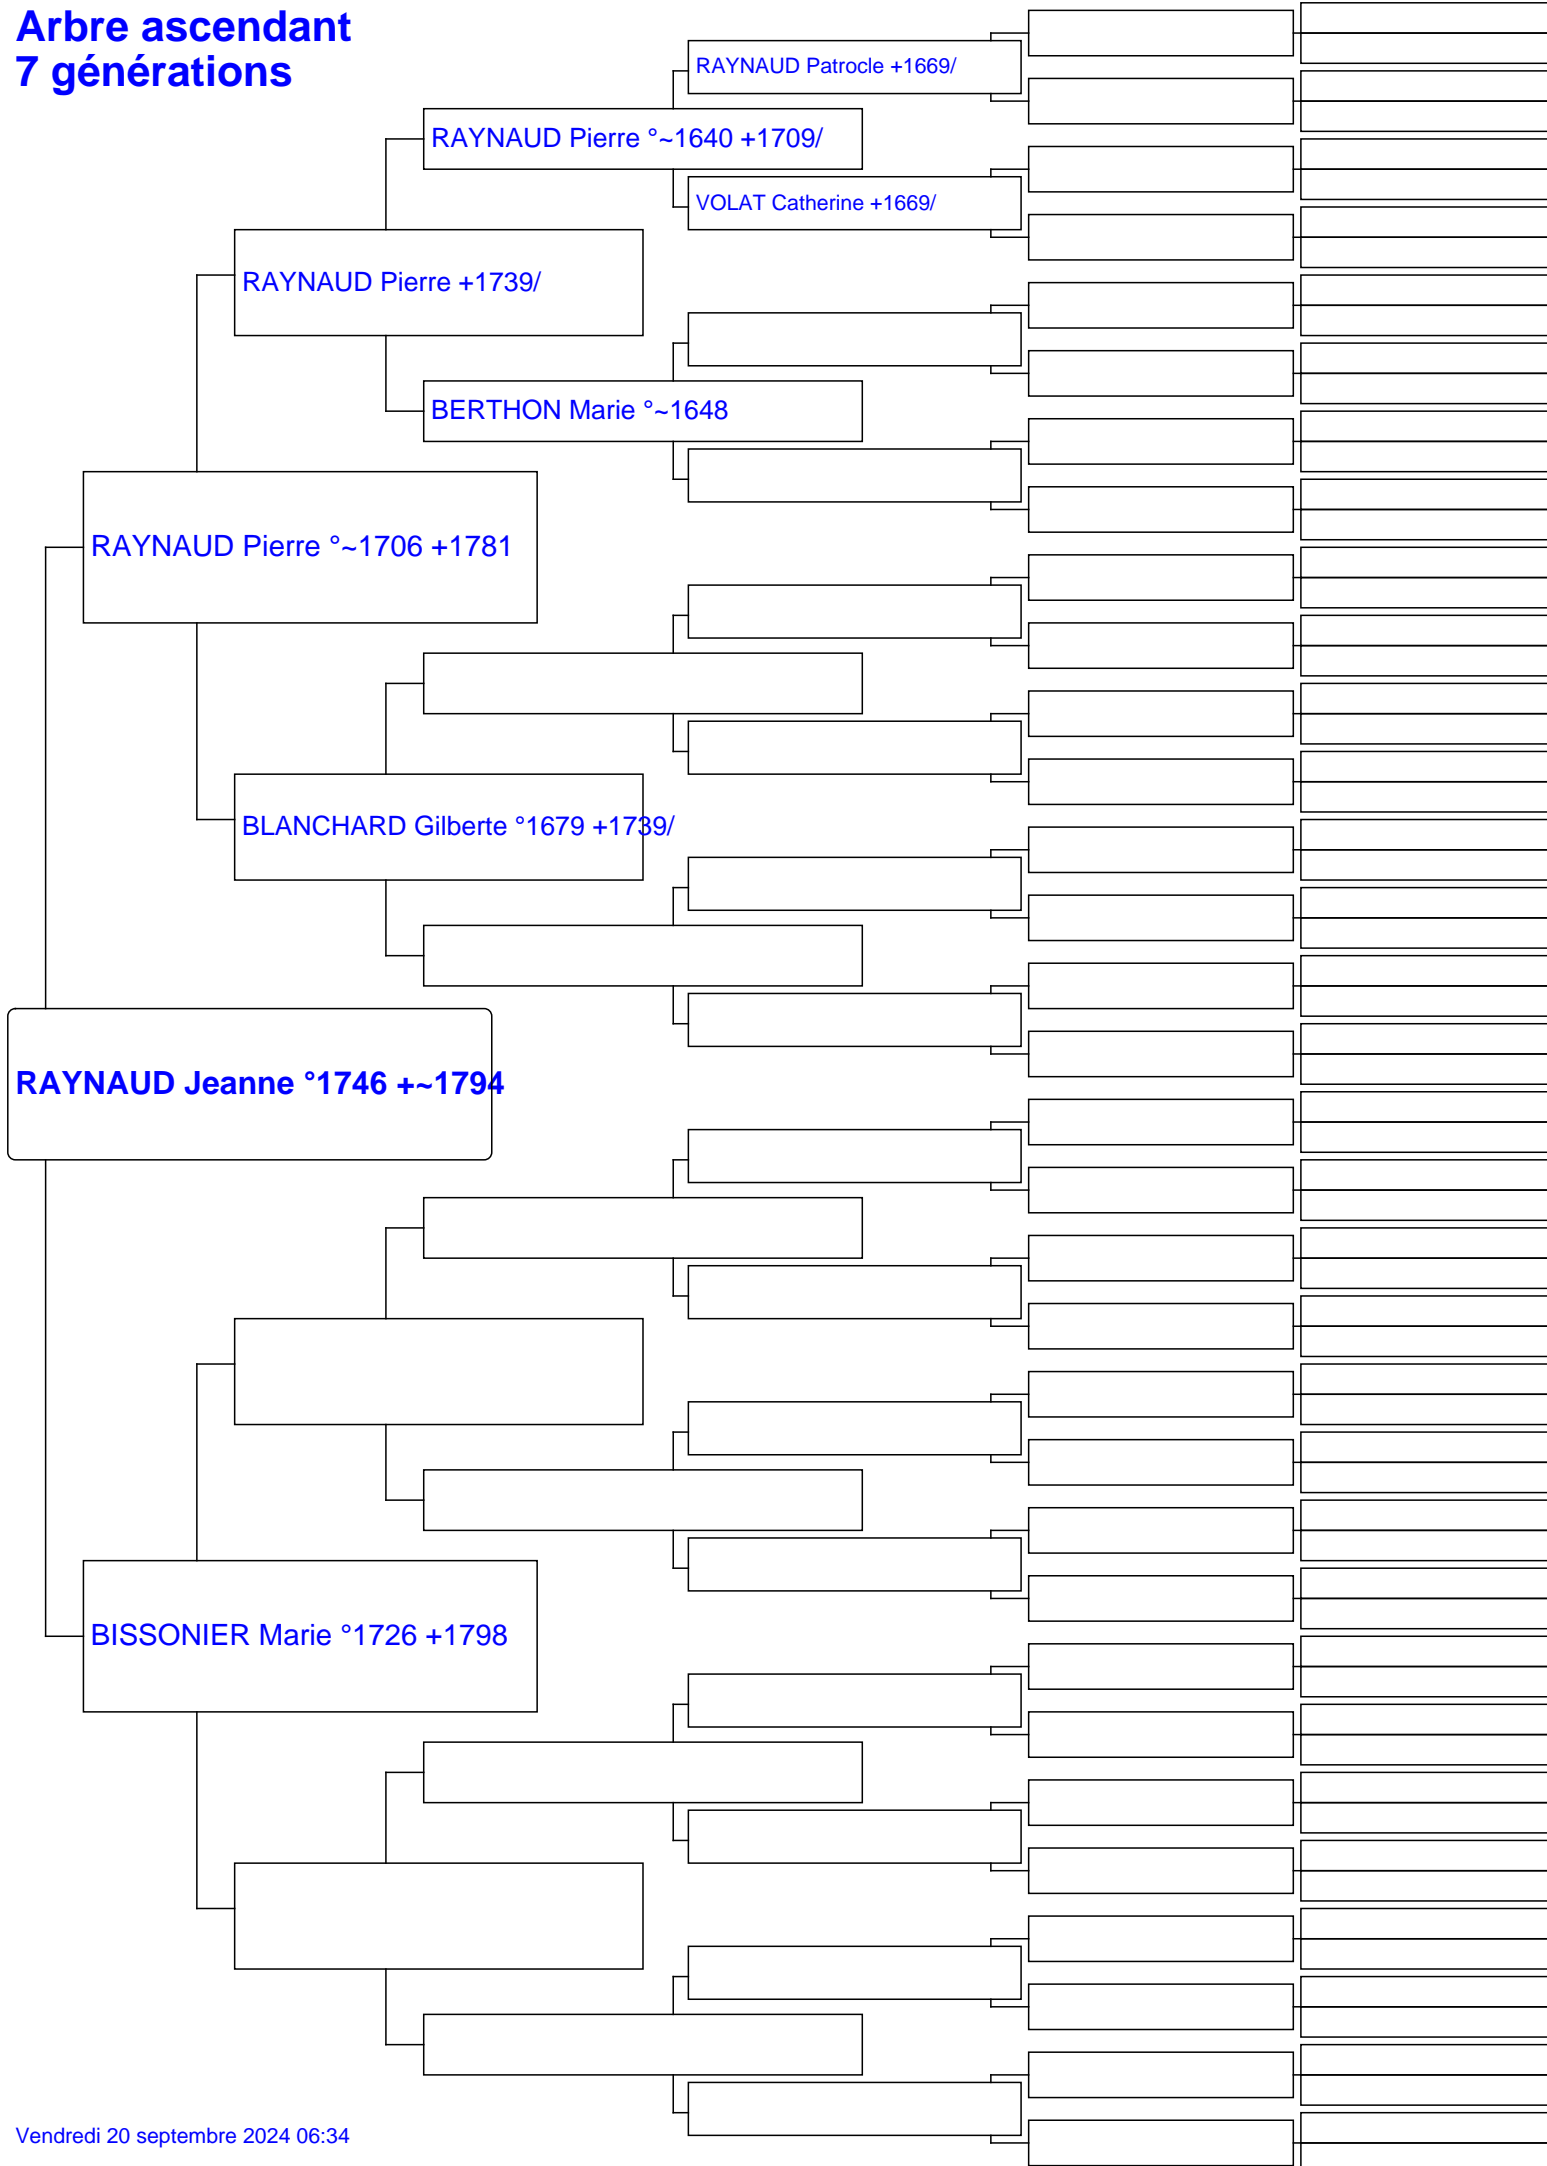 Arbre ascendant
7 générations
RAYNAUD Patrocle +1669/
RAYNAUD Pierre °~1640 +1709/
VOLAT Catherine +1669/
RAYNAUD Pierre +1739/
BERTHON Marie °~1648
RAYNAUD Pierre °~1706 +1781
BLANCHARD Gilberte °1679 +1739/
RAYNAUD Jeanne °1746 +~1794
BISSONIER Marie °1726 +1798
Vendredi 20 septembre 2024 06:34